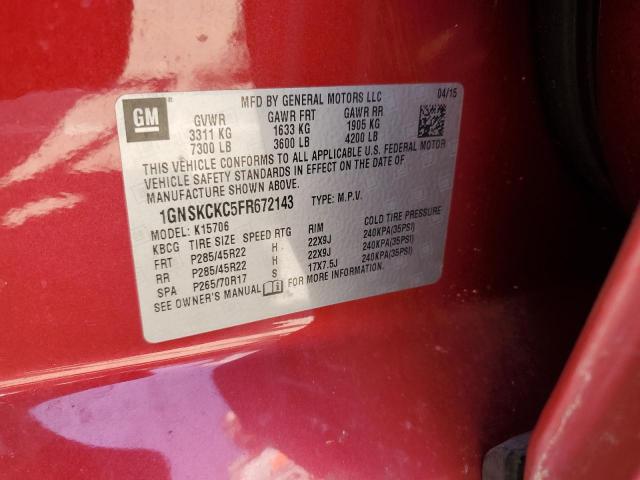 GM
MFD BY GENERAL MOTORS LLC 04/15
GVWR GAWR FRT GAWR RR
3311 KG 1633 KG 1905 KG
7300 LB 3600 LB 4200 LB
THIS VEHICLE CONFORMS TO ALL APPLICABLE U.S. FEDERAL MOTOR
VEHICLE SAFETY STANDARDS IN EFFECT ON THE DATE OF
MANUFACTURE SHOWN ABOVE.
1GNSKCKC5FR672143 TYPE: M.P.V.
MODEL: K15706
KBCG TIRE SIZE SPEED RTG RIM COLD TIRE PRESSURE
FRT P285/45R22 H 22X9J 240KPA(35PSI)
RR P285/45R22 H 22X9J 240KPA(35PSI)
SPA P265/70R17 S 17X7.5J 240KPA(35PSI)
SEE OWNER'S MANUAL FOR MORE INFORMATION.